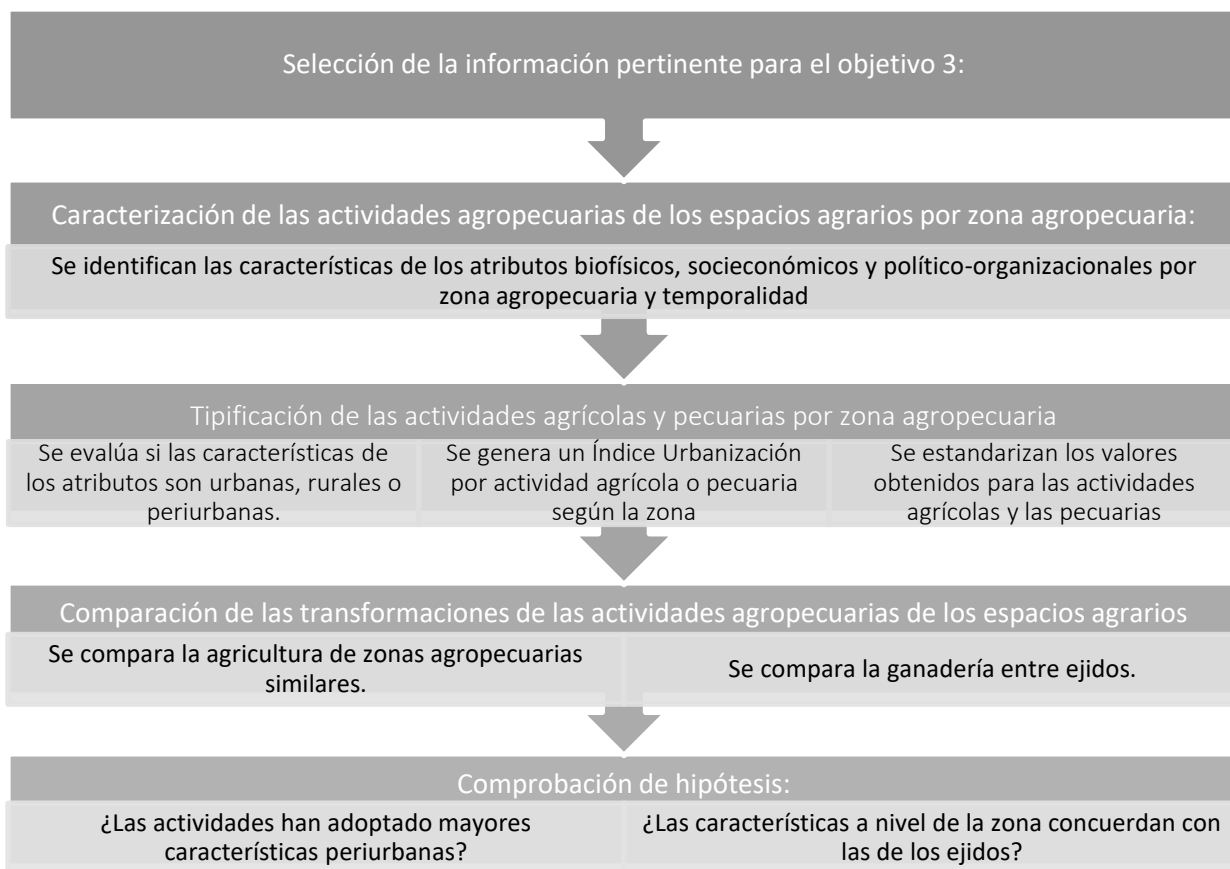 Selección de la información pertinente para el objetivo 3:
Caracterización de las actividades agropecuarias de los espacios agrarios por zona agropecuaria:
Se identifican las características de los atributos biofísicos, socieconómicos y político-organizacionales por
zona agropecuaria y temporalidad
Tipificación de las actividades agrícolas y pecuarias por zona agropecuaria
Se evalúa si las características de
los atributos son urbanas, rurales o
periurbanas.
Se genera un Índice Urbanización
por actividad agrícola o pecuaria
según la zona
Se estandarizan los valores
obtenidos para las actividades
agrícolas y las pecuarias
Comparación de las transformaciones de las actividades agropecuarias de los espacios agrarios
Se compara la agricultura de zonas agropecuarias
similares.
Se compara la ganadería entre ejidos.
Comprobación de hipótesis:
¿Las actividades han adoptado mayores
características periurbanas?
¿Las características a nivel de la zona concuerdan con
las de los ejidos?